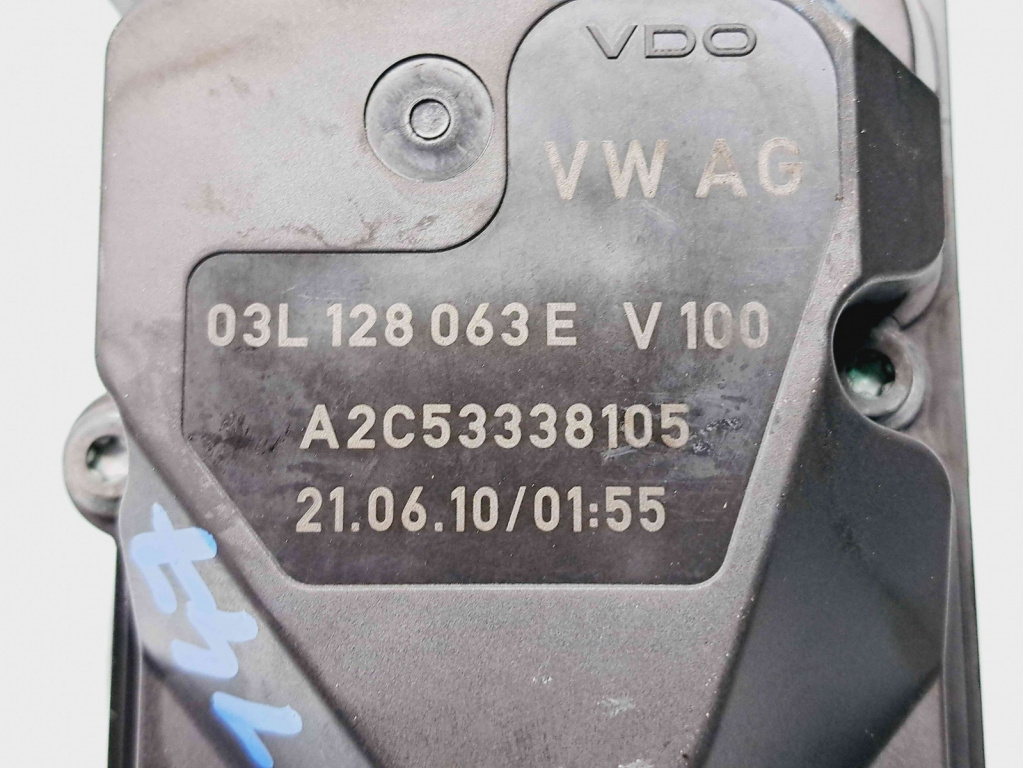 VDO
VW AG
03L 128 063 E V 100
A2C53338105
21.06.10/01:55